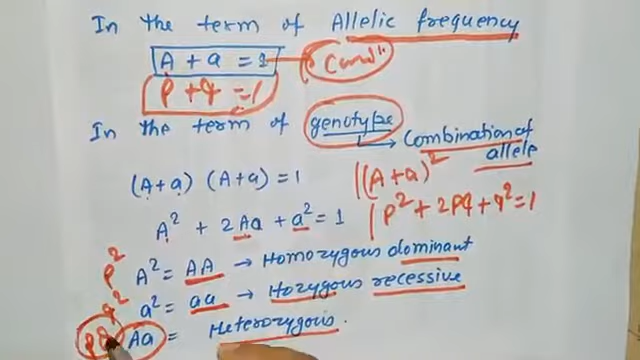 In the term of Allelic frequency
A + a = 1
P + q = 1
In the term of genotype
Combination of allele
(A+a) (A+a) = 1
(A+a)²
A² + 2Aa + a² = 1
P² + 2Pq + q² = 1
P² A² = AA → Homozygous dominant
q² a² = aa → Hozygous recessive
Aa = Heterozygous.